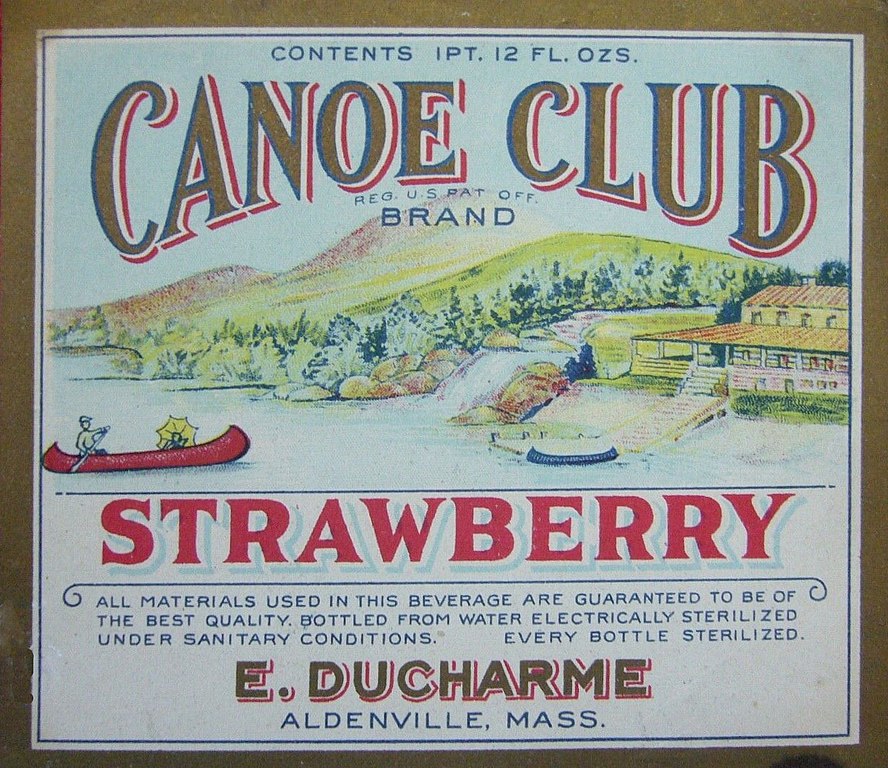 CONTENTS 1PT. 12 FL. OZS.
CANOE CLUB
REG. U.S. PAT. OFF.
BRAND
STRAWBERRY
ALL MATERIALS USED IN THIS BEVERAGE ARE GUARANTEED TO BE OF
THE BEST QUALITY. BOTTLED FROM WATER ELECTRICALLY STERILIZED
UNDER SANITARY CONDITIONS. EVERY BOTTLE STERILIZED.
E. DUCHARME
ALDENVILLE, MASS.